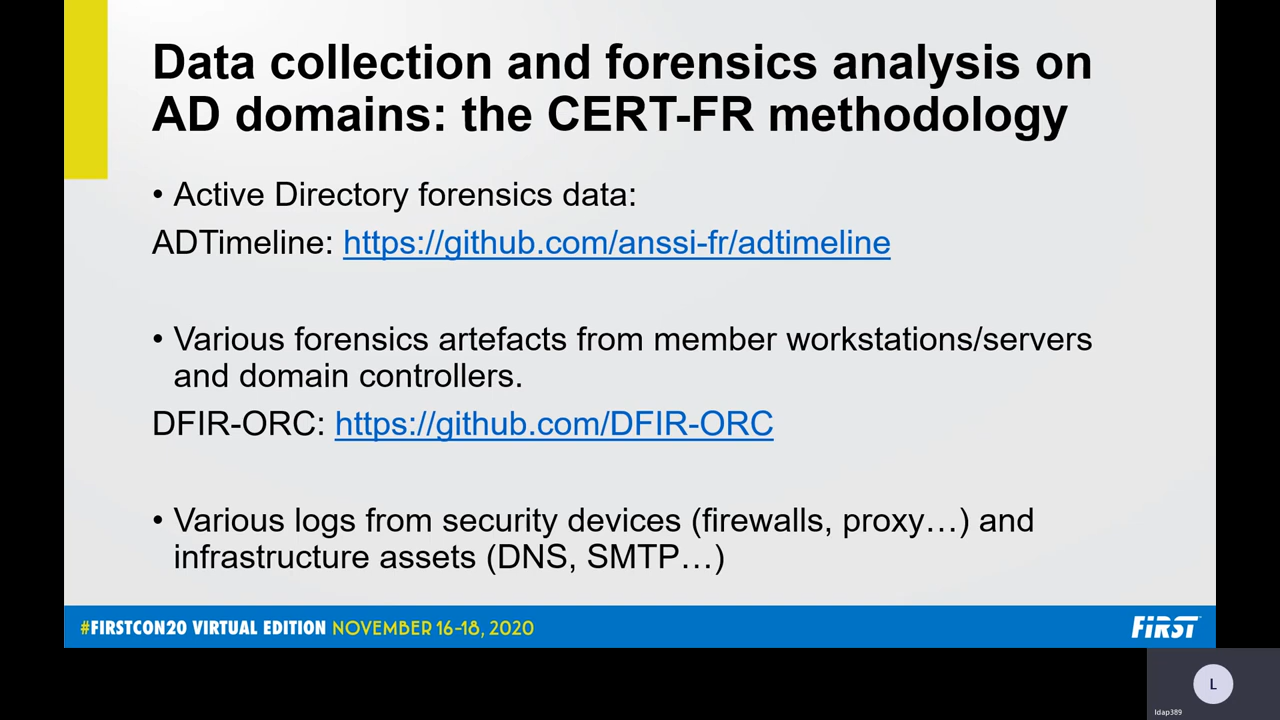 Data collection and forensics analysis on
AD domains: the CERT-FR methodology
• Active Directory forensics data:
ADTimeline: https://github.com/anssi-fr/adtimeline
• Various forensics artefacts from member workstations/servers
and domain controllers.
DFIR-ORC: https://github.com/DFIR-ORC
• Various logs from security devices (firewalls, proxy…) and
infrastructure assets (DNS, SMTP…)
#FIRSTCON20 VIRTUAL EDITION NOVEMBER 16-18, 2020
FIRST
L
ldap389